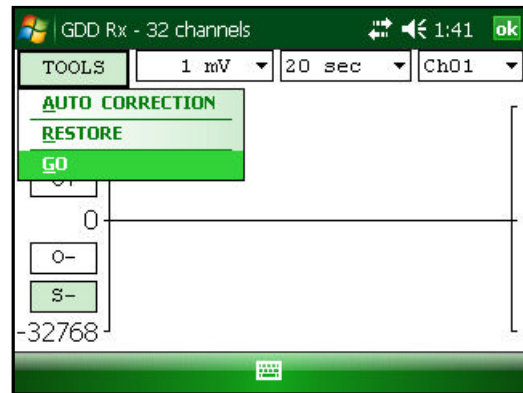 GDD Rx - 32 channels 1:41 ok
TOOLS 1 mV 20 sec Ch01
AUTO CORRECTION
RESTORE
GO
0
O-
S-
-32768